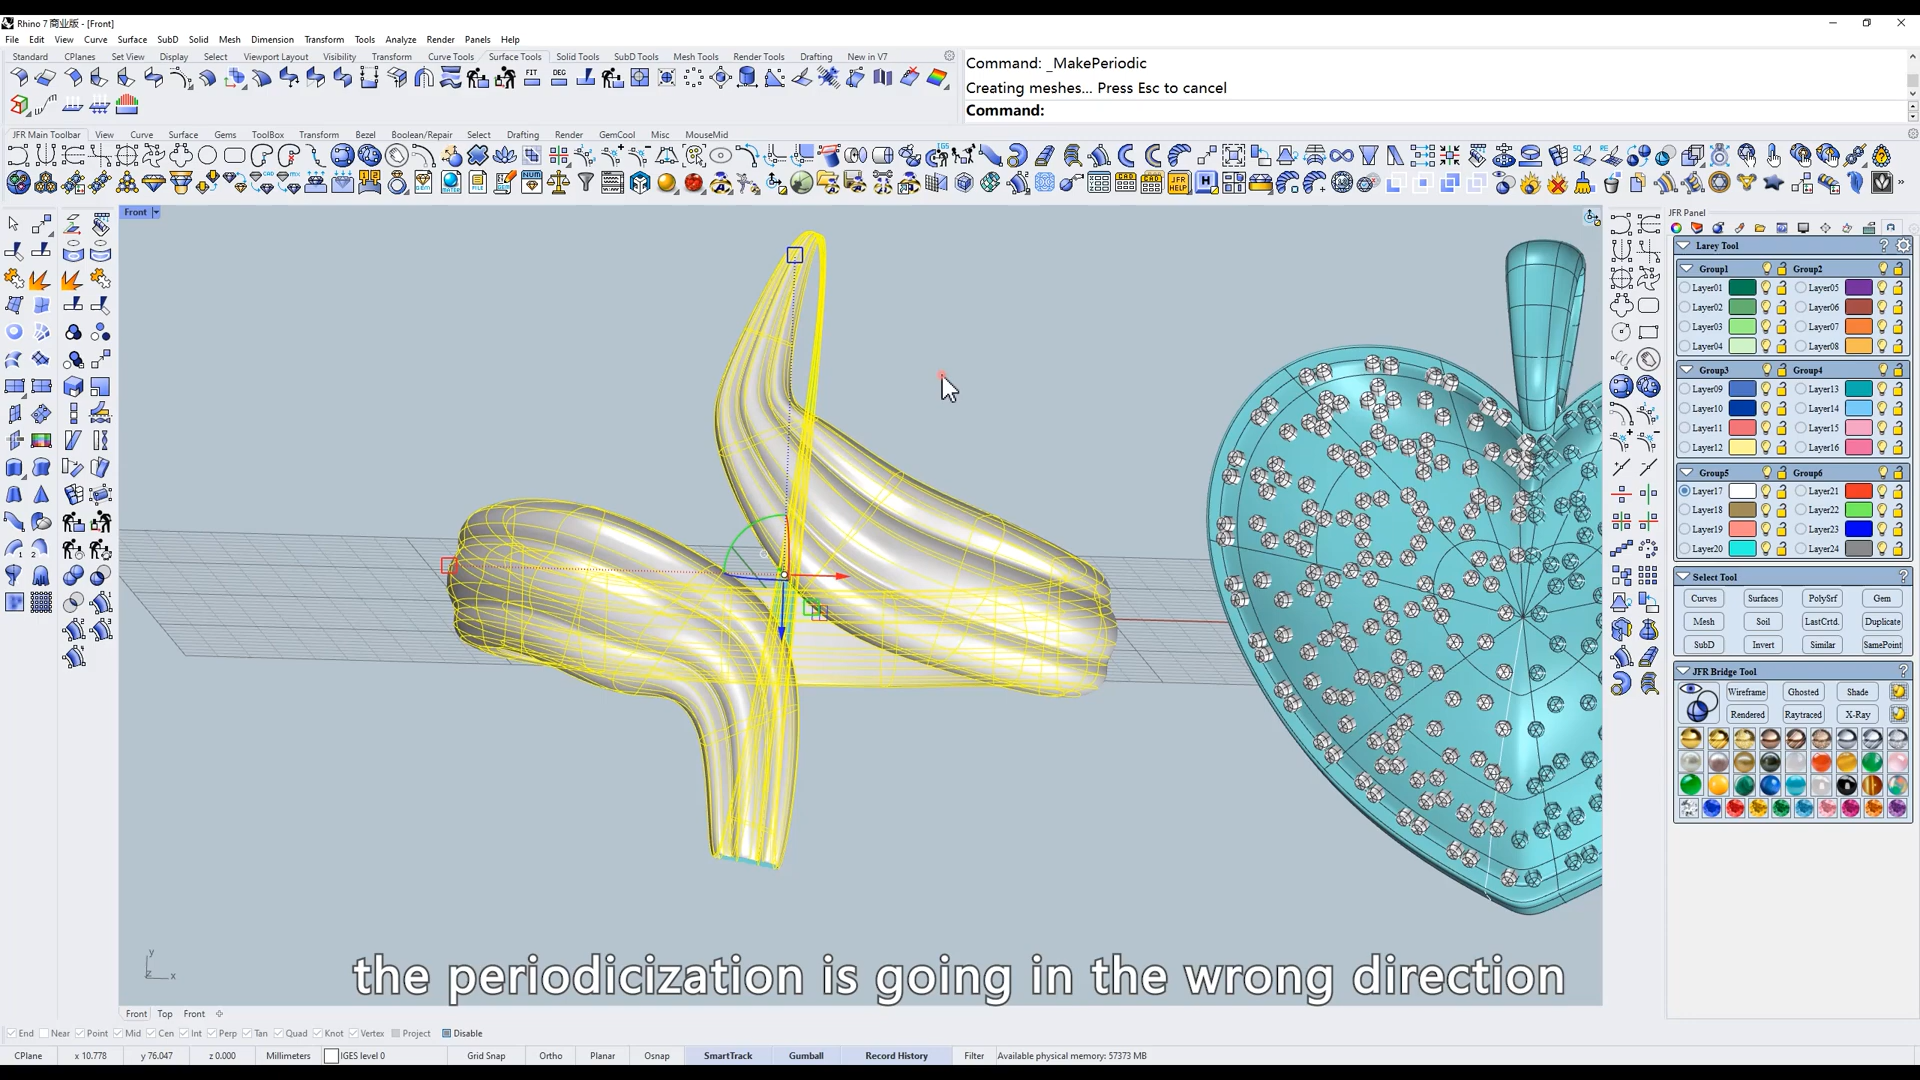 Rhino 7 商业版 - [Front]
File Edit View Curve Surface SubD Solid Mesh Dimension Transform Tools Analyze Render Panels Help
Standard CPlanes Set View Display Select Viewport Layout Visibility Transform Curve Tools Surface Tools Solid Tools SubD Tools Mesh Tools Render Tools Drafting New in V7
Command: _MakePeriodic
Creating meshes... Press Esc to cancel
Command:
FIT DEG
JFR Main Toolbar View Curve Surface Gems ToolBox Transform Bezel Boolean/Repair Select Drafting Render GemCool Misc MouseMid
Front
JFR Panel
Larey Tool ?
Group1 Group2
Layer01 Layer05
Layer02 Layer06
Layer03 Layer07
Layer04 Layer08
Group3 Group4
Layer09 Layer13
Layer10 Layer14
Layer11 Layer15
Layer12 Layer16
Group5 Group6
Layer17 Layer21
Layer18 Layer22
Layer19 Layer23
Layer20 Layer24
Select Tool ?
Curves Surfaces PolySrf Gem
Mesh Soil LastCrtd. Duplicate
SubD Invert Similar SamePoint
JFR Bridge Tool ?
Wireframe Ghosted Shade
Rendered Raytraced X-Ray
y
z x
the periodicization is going in the wrong direction
Front Top Front
End Near Point Mid Cen Int Perp Tan Quad Knot Vertex Project Disable
CPlane x 10.778 y 76.047 z 0.000 Millimeters IGES level 0 Grid Snap Ortho Planar Osnap SmartTrack Gumball Record History Filter Available physical memory: 57373 MB